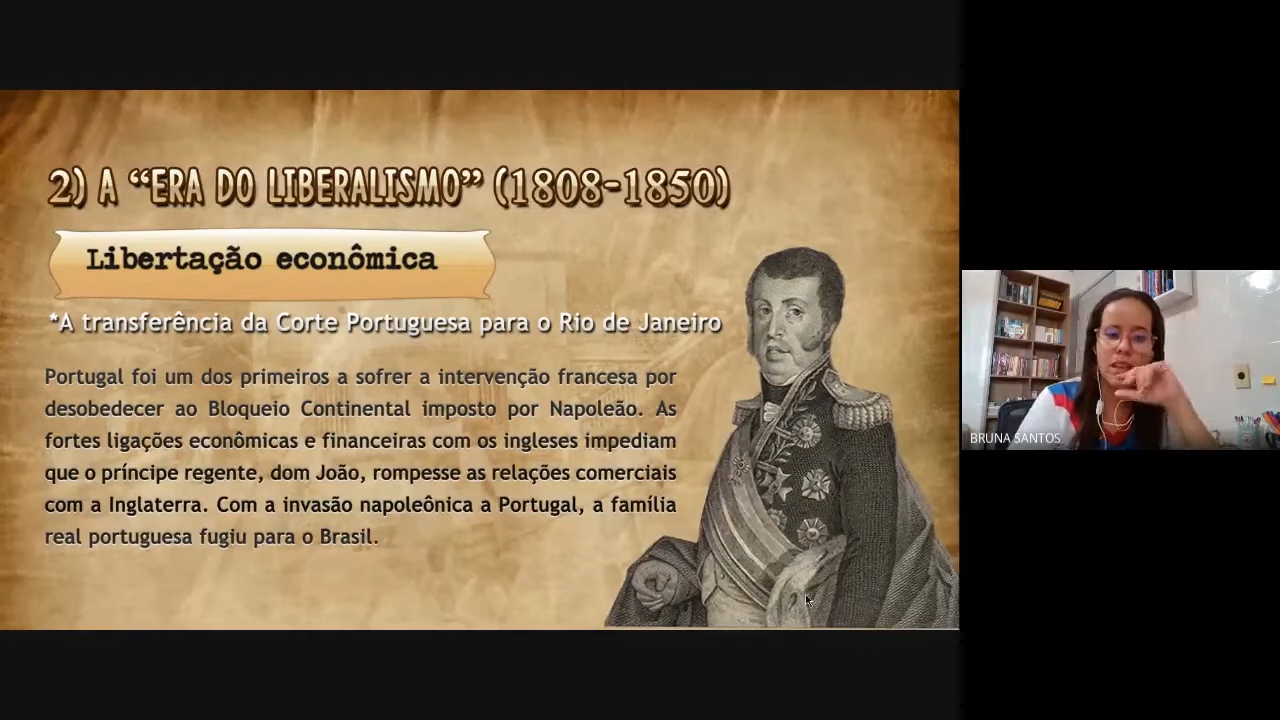 2) A “ERA DO LIBERALISMO” (1808-1850)
Libertação econômica
*A transferência da Corte Portuguesa para o Rio de Janeiro
Portugal foi um dos primeiros a sofrer a intervenção francesa por
desobedecer ao Bloqueio Continental imposto por Napoleão. As
fortes ligações econômicas e financeiras com os ingleses impediam
que o príncipe regente, dom João, rompesse as relações comerciais
com a Inglaterra. Com a invasão napoleônica a Portugal, a família
real portuguesa fugiu para o Brasil.
BRUNA SANTOS